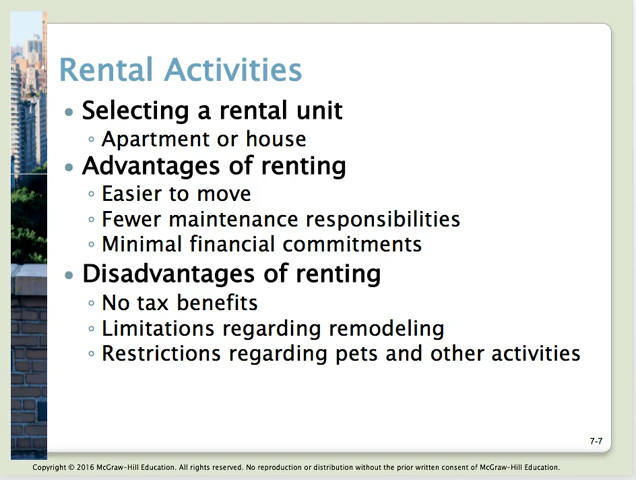 Rental Activities
• Selecting a rental unit
◦ Apartment or house
• Advantages of renting
◦ Easier to move
◦ Fewer maintenance responsibilities
◦ Minimal financial commitments
• Disadvantages of renting
◦ No tax benefits
◦ Limitations regarding remodeling
◦ Restrictions regarding pets and other activities
7-7
Copyright © 2016 McGraw-Hill Education. All rights reserved. No reproduction or distribution without the prior written consent of McGraw-Hill Education.